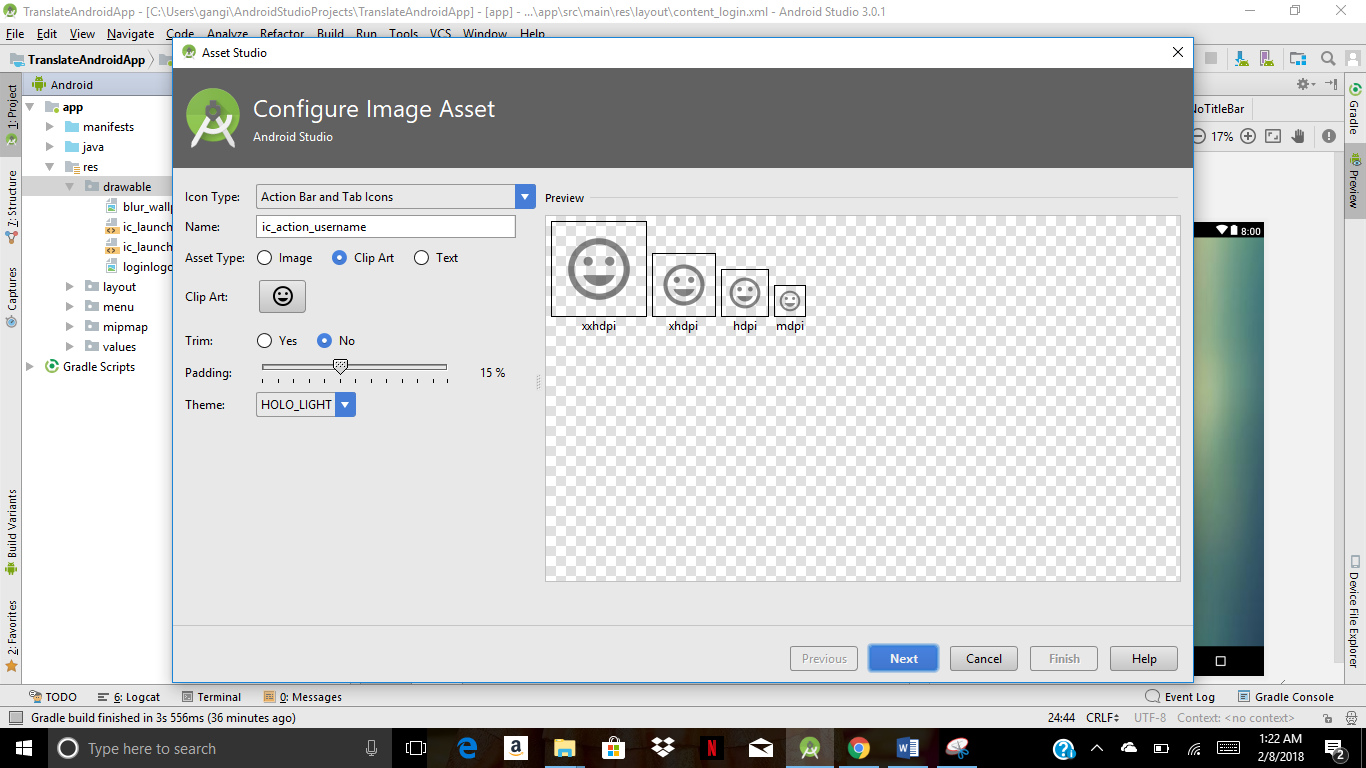 TranslateAndroidApp - [C:\Users\gangi\AndroidStudioProjects\TranslateAndroidApp] - [app] - ...\app\src\main\res\layout\content_login.xml - Android Studio 3.0.1
File Edit View Navigate Code Analyze Refactor Build Run Tools VCS Window Help
TranslateAndroidApp
Asset Studio
Configure Image Asset
Android Studio
Android
1: Project
7: Structure
Captures
Build Variants
2: Favorites
app
manifests
java
res
drawable
blur_wall
ic_launch
ic_launch
loginlogo
layout
menu
mipmap
values
Gradle Scripts
Icon Type: Action Bar and Tab Icons
Name: ic_action_username
Asset Type: Image Clip Art Text
Clip Art:
Trim: Yes No
Padding: 15 %
Theme: HOLO_LIGHT
Preview
xxhdpi xhdpi hdpi mdpi
Previous Next Cancel Finish Help
NoTitleBar
17%
8:00
Gradle
Preview
Device File Explorer
TODO 6: Logcat Terminal 0: Messages Event Log Gradle Console
Gradle build finished in 3s 556ms (36 minutes ago) 24:44 CRLF UTF-8 Context: <no context>
Type here to search
1:22 AM
2/8/2018
2